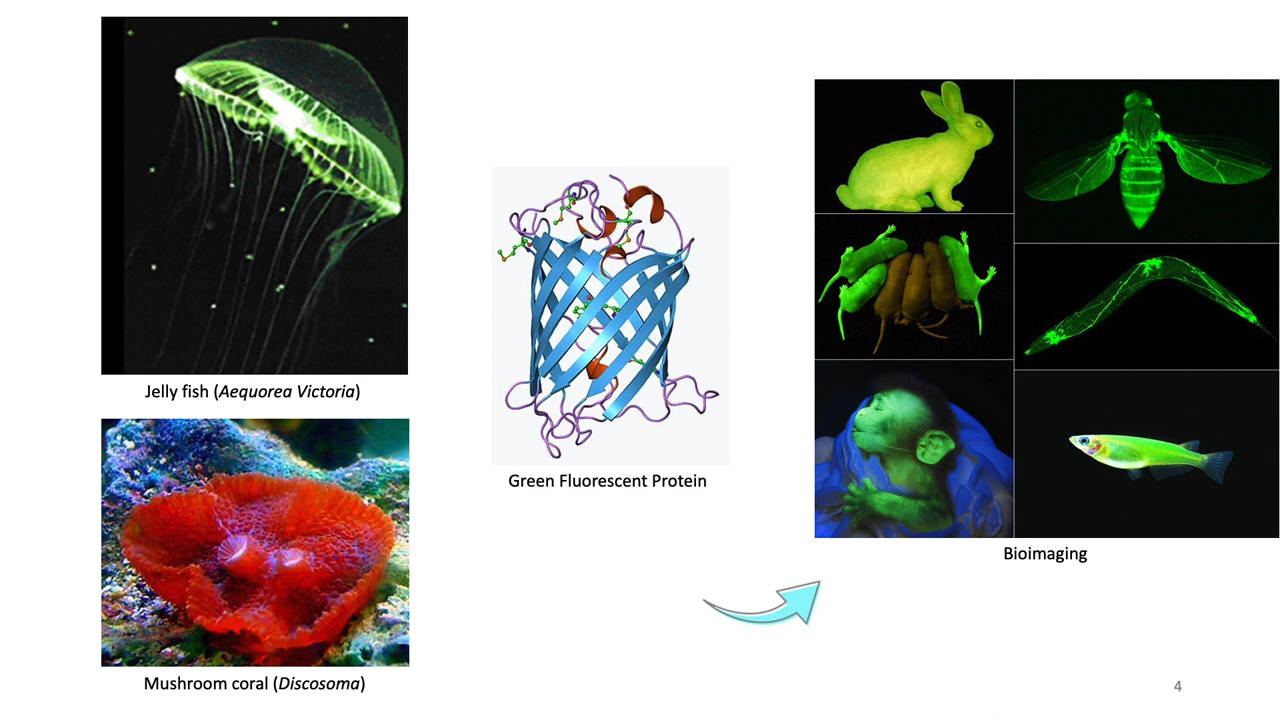 Jelly fish (Aequorea Victoria)
Mushroom coral (Discosoma)
Green Fluorescent Protein
Bioimaging
4